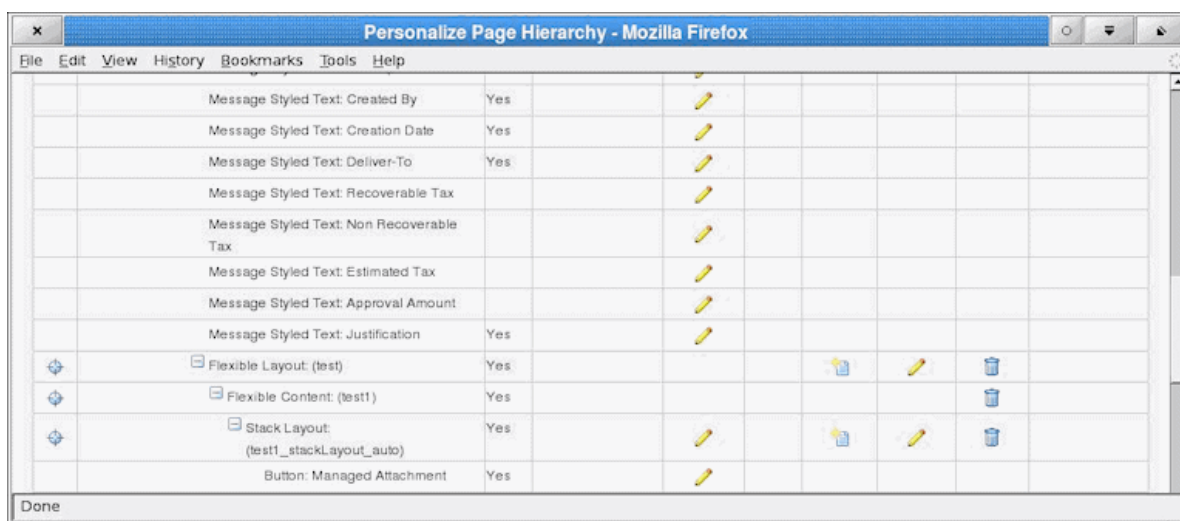 Personalize Page Hierarchy - Mozilla Firefox
File Edit View History Bookmarks Tools Help
Message Styled Text: Created By Yes
Message Styled Text: Creation Date Yes
Message Styled Text: Deliver-To Yes
Message Styled Text: Recoverable Tax
Message Styled Text: Non Recoverable
Tax
Message Styled Text: Estimated Tax
Message Styled Text: Approval Amount
Message Styled Text: Justification Yes
Flexible Layout: (test) Yes
Flexible Content: (test1) Yes
Stack Layout: Yes
(test1_stackLayout_auto)
Button: Managed Attachment Yes
Done